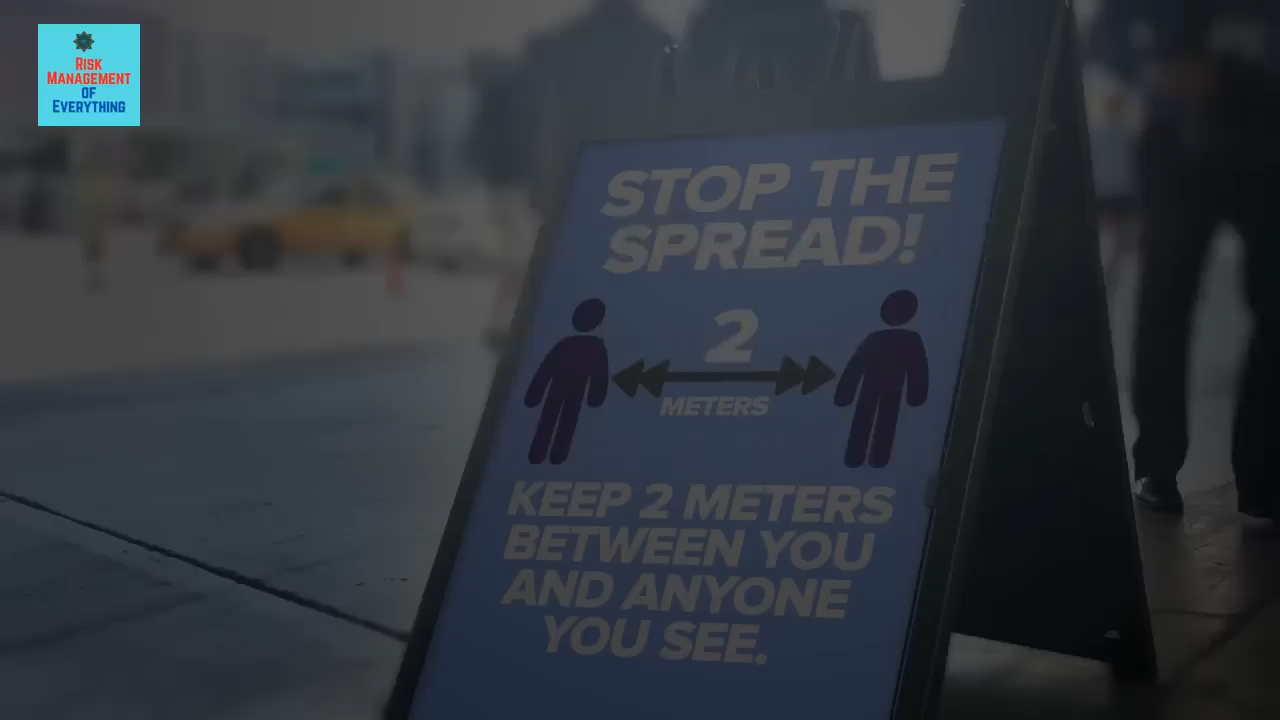 Risk
Management
of
Everything
STOP THE
SPREAD!
2
METERS
KEEP 2 METERS
BETWEEN YOU
AND ANYONE
YOU SEE.